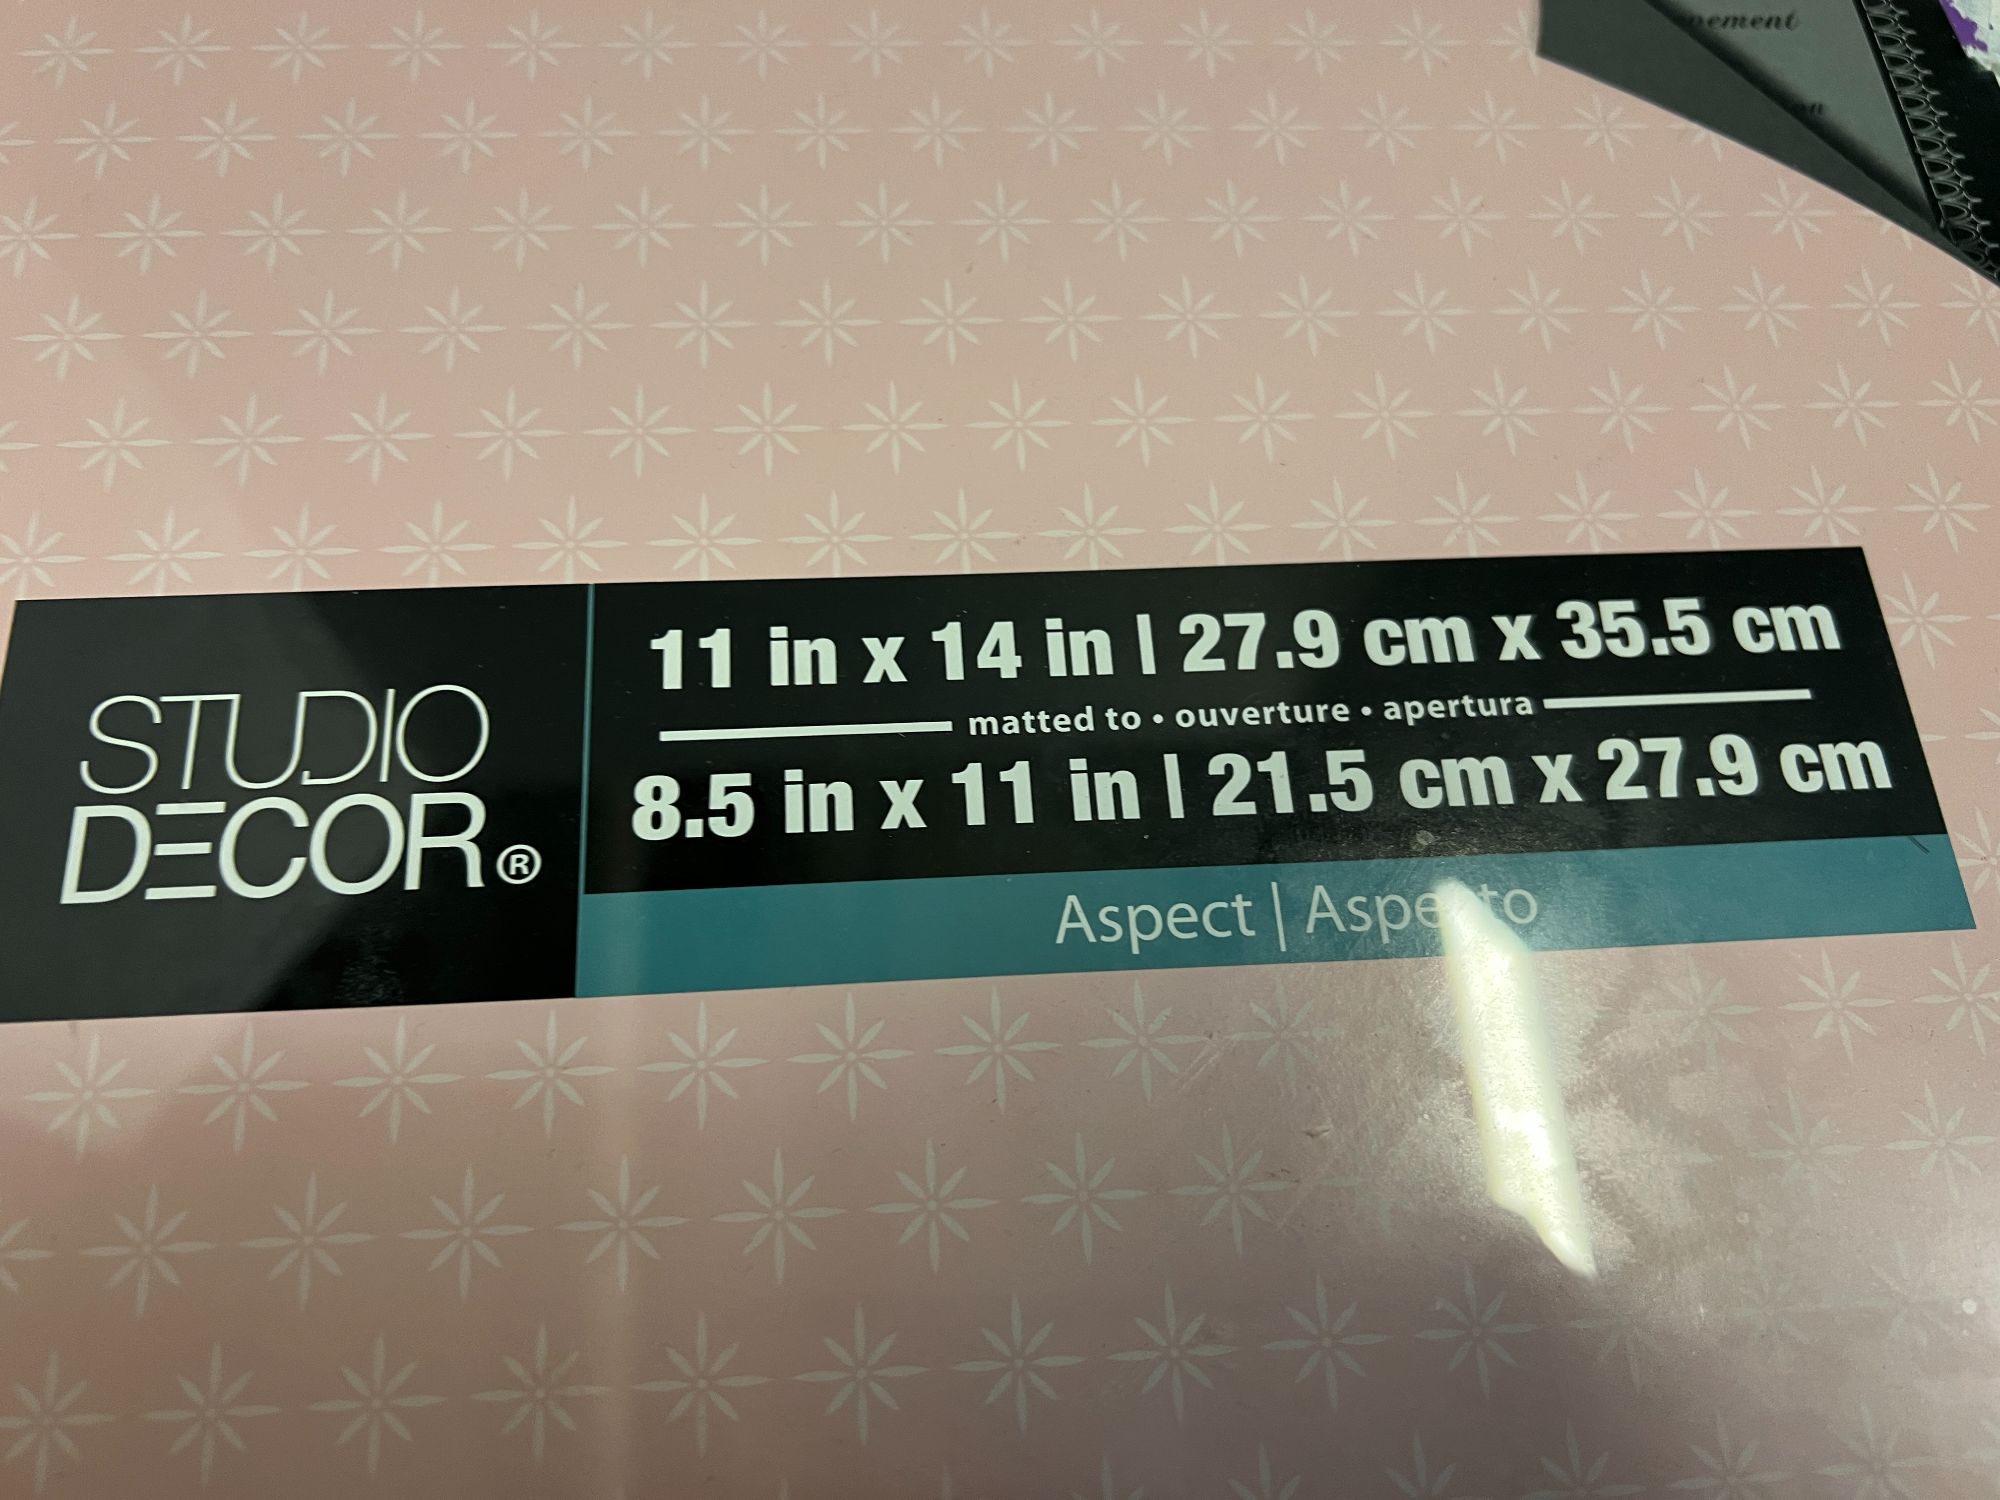 STUDIO
DECOR®
11 in x 14 in | 27.9 cm x 35.5 cm
matted to • ouverture • apertura
8.5 in x 11 in | 21.5 cm x 27.9 cm
Aspect | Aspecto